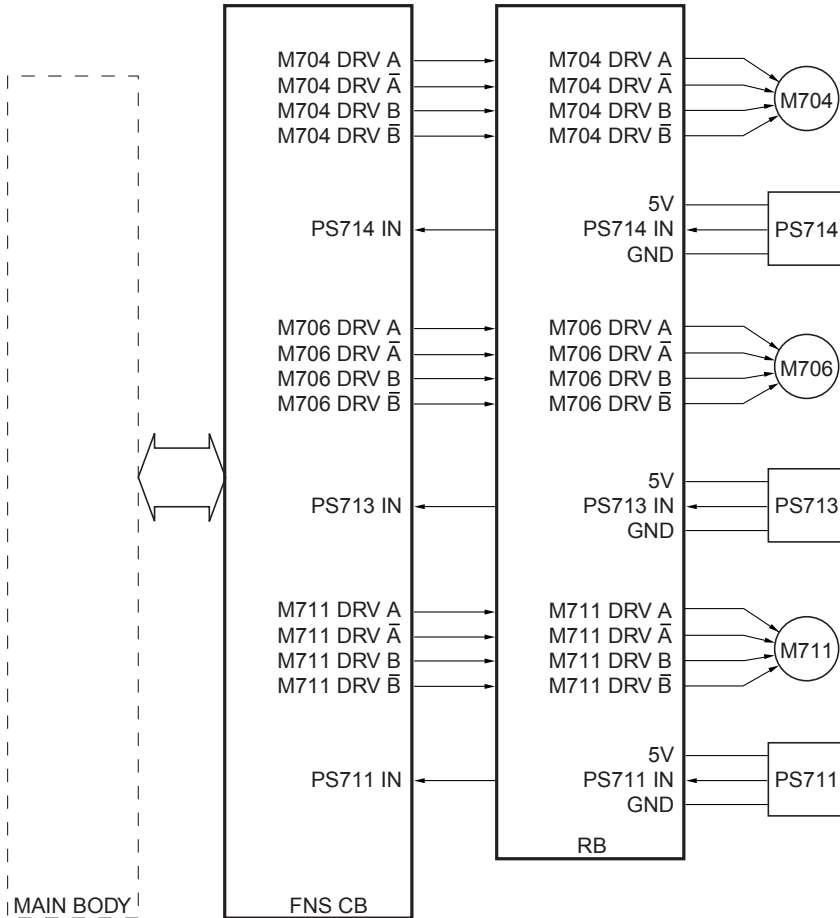 M704 DRV A M704 DRV A
M704 DRV A̅ M704 DRV A̅
M704 DRV B M704 DRV B
M704 DRV B̅ M704 DRV B̅
M704
5V
PS714 IN PS714 IN PS714
GND
M706 DRV A M706 DRV A
M706 DRV A̅ M706 DRV A̅
M706 DRV B M706 DRV B
M706 DRV B̅ M706 DRV B̅
M706
5V
PS713 IN PS713 IN PS713
GND
M711 DRV A M711 DRV A
M711 DRV A̅ M711 DRV A̅
M711 DRV B M711 DRV B
M711 DRV B̅ M711 DRV B̅
M711
5V
PS711 IN PS711 IN PS711
GND
RB
MAIN BODY FNS CB